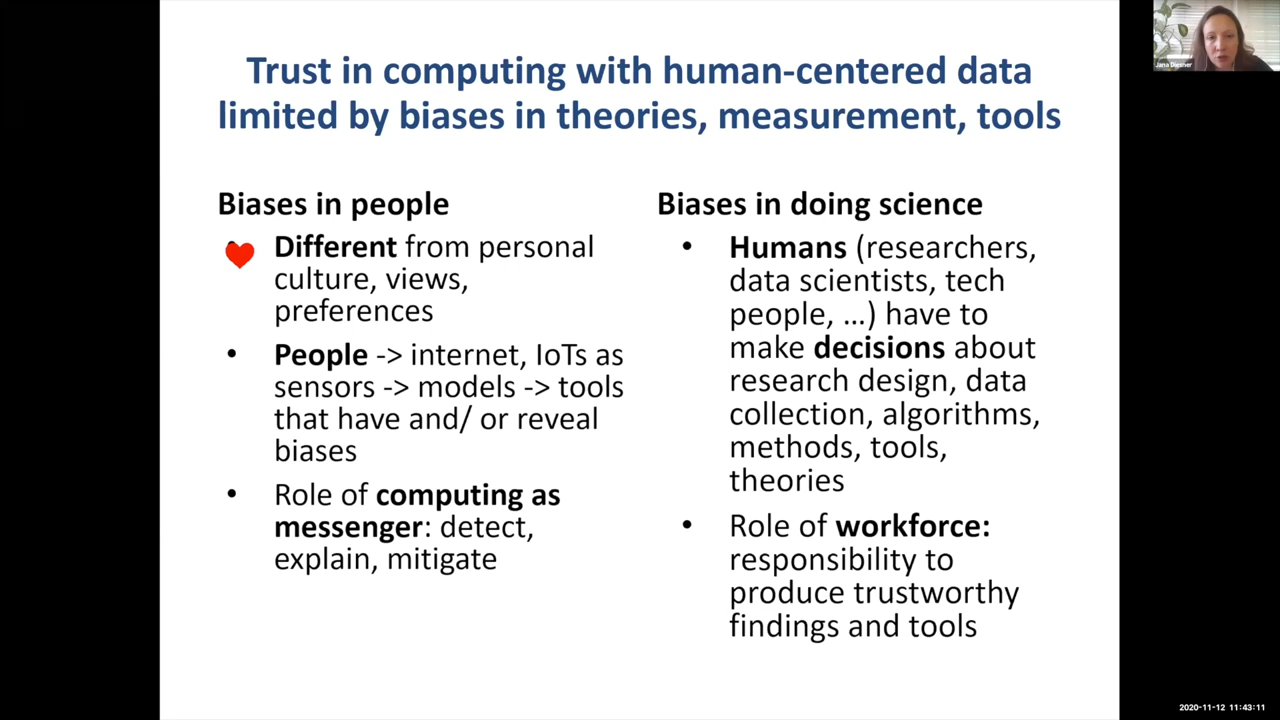 Trust in computing with human-centered data
limited by biases in theories, measurement, tools
Biases in people
Different from personal
culture, views,
preferences
• People -> internet, IoTs as
sensors -> models -> tools
that have and/ or reveal
biases
• Role of computing as
messenger: detect,
explain, mitigate
Biases in doing science
• Humans (researchers,
data scientists, tech
people, ...) have to
make decisions about
research design, data
collection, algorithms,
methods, tools,
theories
• Role of workforce:
responsibility to
produce trustworthy
findings and tools
Jana Diesner
2020-11-12 11:43:11